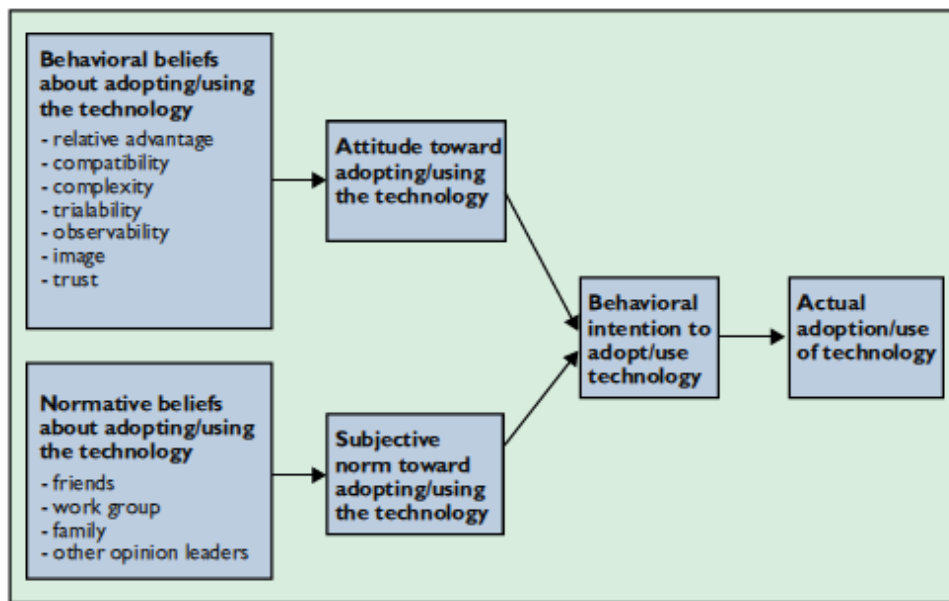 Behavioral beliefs
about adopting/using
the technology
- relative advantage
- compatibility
- complexity
- trialability
- observability
- image
- trust
Attitude toward
adopting/using
the technology
Normative beliefs
about adopting/using
the technology
- friends
- work group
- family
- other opinion leaders
Subjective
norm toward
adopting/using
the technology
Behavioral
intention to
adopt/use
technology
Actual
adoption/use
of technology